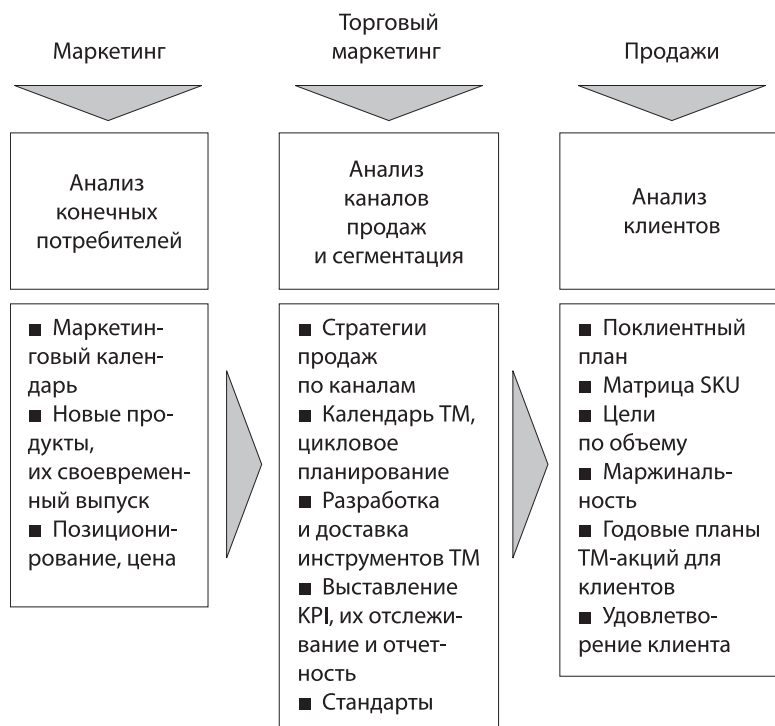 Маркетинг
Торговый
маркетинг
Продажи
Анализ
конечных
потребителей
Анализ
каналов
продаж
и сегментация
Анализ
клиентов
■ Маркетин-
говый кален-
дарь
■ Новые про-
дукты,
их своевремен-
ный выпуск
■ Позициони-
рование, цена
■ Стратегии
продаж
по каналам
■ Календарь ТМ,
цикловое
планирование
■ Разработка
и доставка
инструментов ТМ
■ Выставление
KPI, их отслежи-
вание и отчет-
ность
■ Стандарты
■ Поклиентный
план
■ Матрица SKU
■ Цели
по объему
■ Маржиналь-
ность
■ Годовые планы
ТМ-акций для
клиентов
■ Удовлетво-
рение клиента